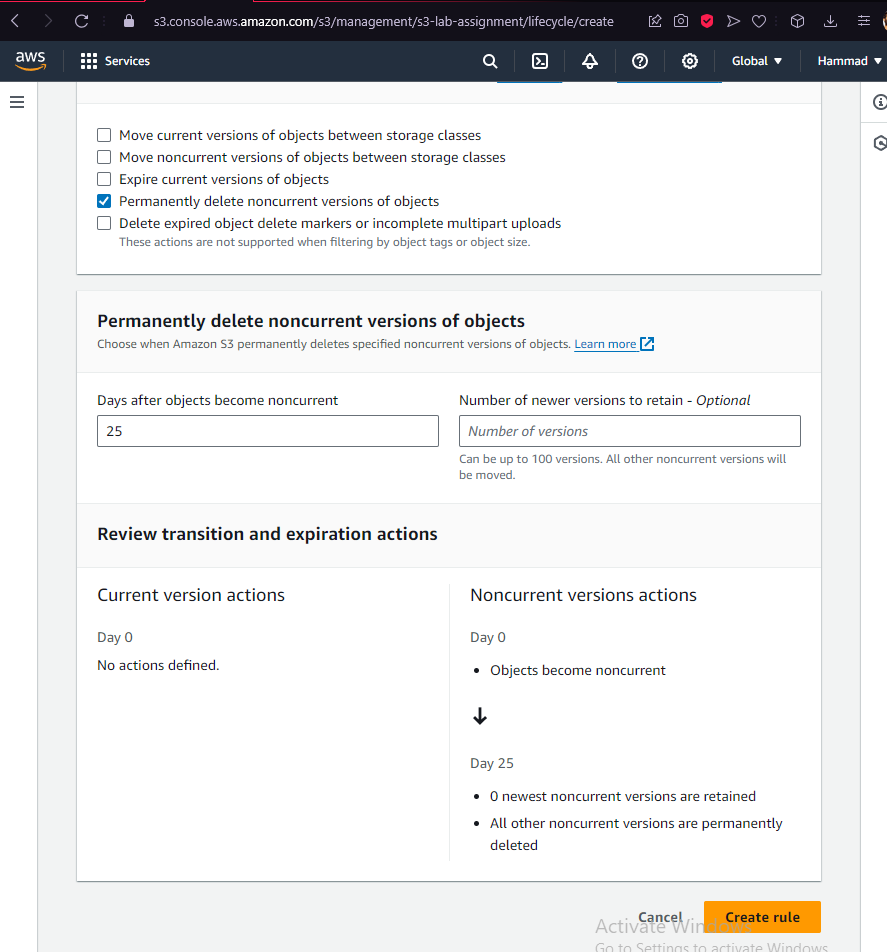 s3.console.aws.amazon.com/s3/management/s3-lab-assignment/lifecycle/create
aws
Services
Global
Hammad
Move current versions of objects between storage classes
Move noncurrent versions of objects between storage classes
Expire current versions of objects
Permanently delete noncurrent versions of objects
Delete expired object delete markers or incomplete multipart uploads
These actions are not supported when filtering by object tags or object size.
Permanently delete noncurrent versions of objects
Choose when Amazon S3 permanently deletes specified noncurrent versions of objects. Learn more
Days after objects become noncurrent
25
Number of newer versions to retain - Optional
Number of versions
Can be up to 100 versions. All other noncurrent versions will
be moved.
Review transition and expiration actions
Current version actions
Day 0
No actions defined.
Noncurrent versions actions
Day 0
• Objects become noncurrent
Day 25
• 0 newest noncurrent versions are retained
• All other noncurrent versions are permanently
deleted
Cancel
Create rule
Activate Windows
Go to Settings to activate Windows